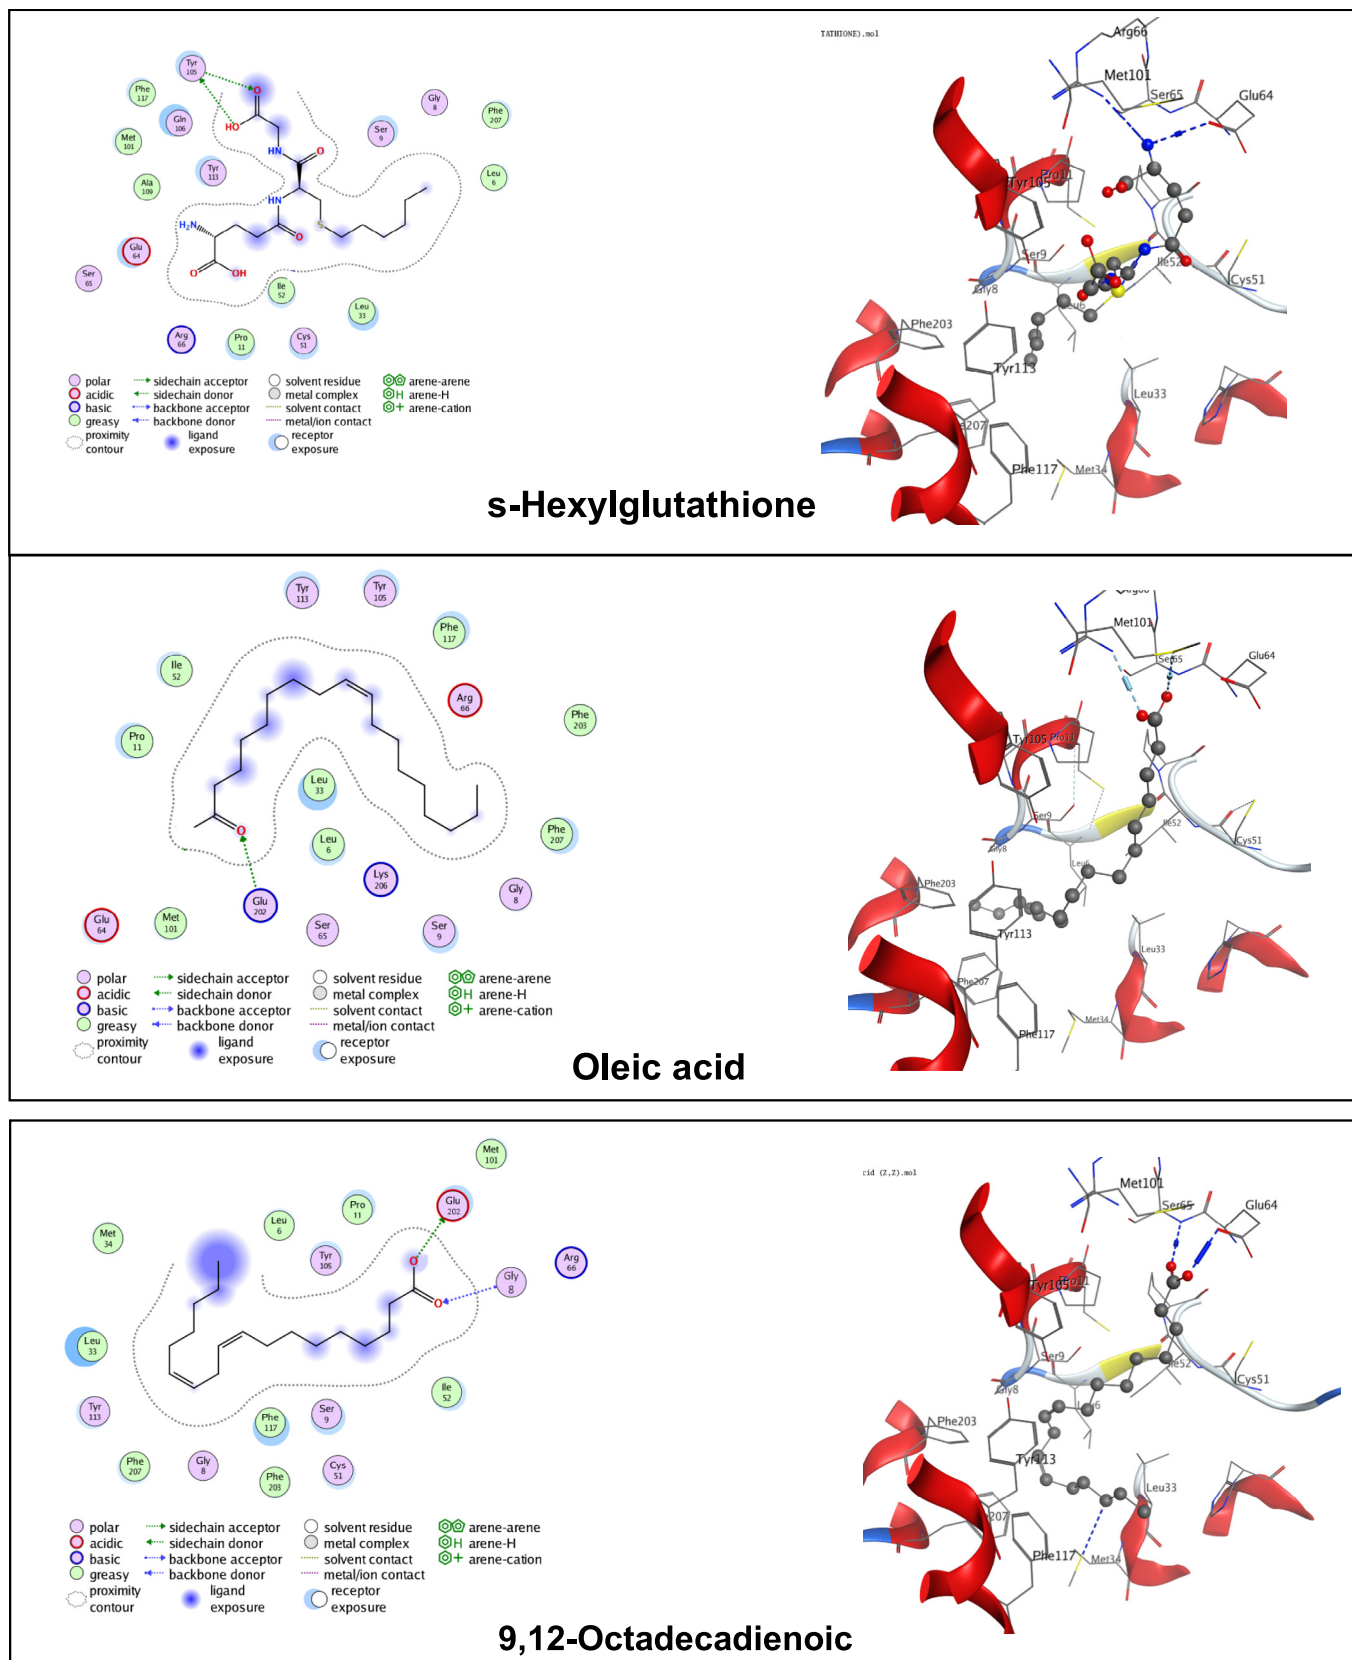 Tyr
105
Phe
117
Gln
106
Met
101
Tyr
113
Ala
109
Glu
64
Ser
65
Arg
66
Pro
11
Ile
52
Cys
51
Leu
33
Gly
8
Ser
9
Phe
207
Leu
6
O
HO
HN
O
HN
S
H₂N
O
O
OH
polar
acidic
basic
greasy
proximity
contour
sidechain acceptor
sidechain donor
backbone acceptor
backbone donor
ligand
exposure
solvent residue
metal complex
solvent contact
metal/ion contact
receptor
exposure
arene-arene
H arene-H
+ arene-cation
TATHIONE).mol
Arg66
Met101
Ser65
Glu64
Pro11
Tyr105
Ser9
Gly8
Ile52
Cys51
Leu6
Phe203
Tyr113
Leu33
e207
Phe117
Met34
s-Hexylglutathione
Tyr
113
Tyr
105
Phe
117
Ile
52
Arg
66
Phe
203
Pro
11
Leu
33
Leu
6
Phe
207
Lys
206
Gly
8
Glu
202
Glu
64
Met
101
Ser
65
Ser
9
O
polar
acidic
basic
greasy
proximity
contour
sidechain acceptor
sidechain donor
backbone acceptor
backbone donor
ligand
exposure
solvent residue
metal complex
solvent contact
metal/ion contact
receptor
exposure
arene-arene
H arene-H
+ arene-cation
Arg66
Met101
Ser65
Glu64
Tyr105
Pro11
Ser9
Gly8
Ile52
Cys51
Leu6
Phe203
Tyr113
Leu33
Phe207
Phe117
Met34
Oleic acid
Met
101
Glu
202
Pro
11
Leu
6
Met
34
Tyr
105
Arg
66
Gly
8
Leu
33
Ile
52
Tyr
113
Phe
117
Ser
9
Phe
207
Gly
8
Phe
203
Cys
51
O
O
polar
acidic
basic
greasy
proximity
contour
sidechain acceptor
sidechain donor
backbone acceptor
backbone donor
ligand
exposure
solvent residue
metal complex
solvent contact
metal/ion contact
receptor
exposure
arene-arene
H arene-H
+ arene-cation
cid (Z,Z).mol
Met101
Ser65
Glu64
Tyr105
Pro11
Ser9
Gly8
Ile52
Cys51
Leu6
Phe203
Tyr113
Leu33
e207
Phe117
Met34
9,12-Octadecadienoic